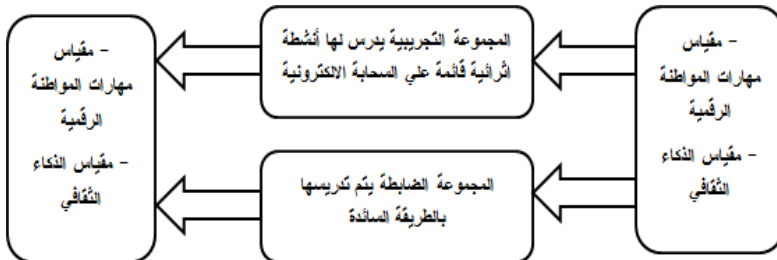 - مقياس
مهارات المواطنة
الرقمية
- مقياس الذكاء
الثقافي
المجموعة التجريبية يدرس لها أنشطة
اثرائية قائمة علي السحابة الالكترونية
المجموعة الضابطة يتم تدريسها
بالطريقة السائدة
- مقياس
مهارات المواطنة
الرقمية
- مقياس الذكاء
الثقافي